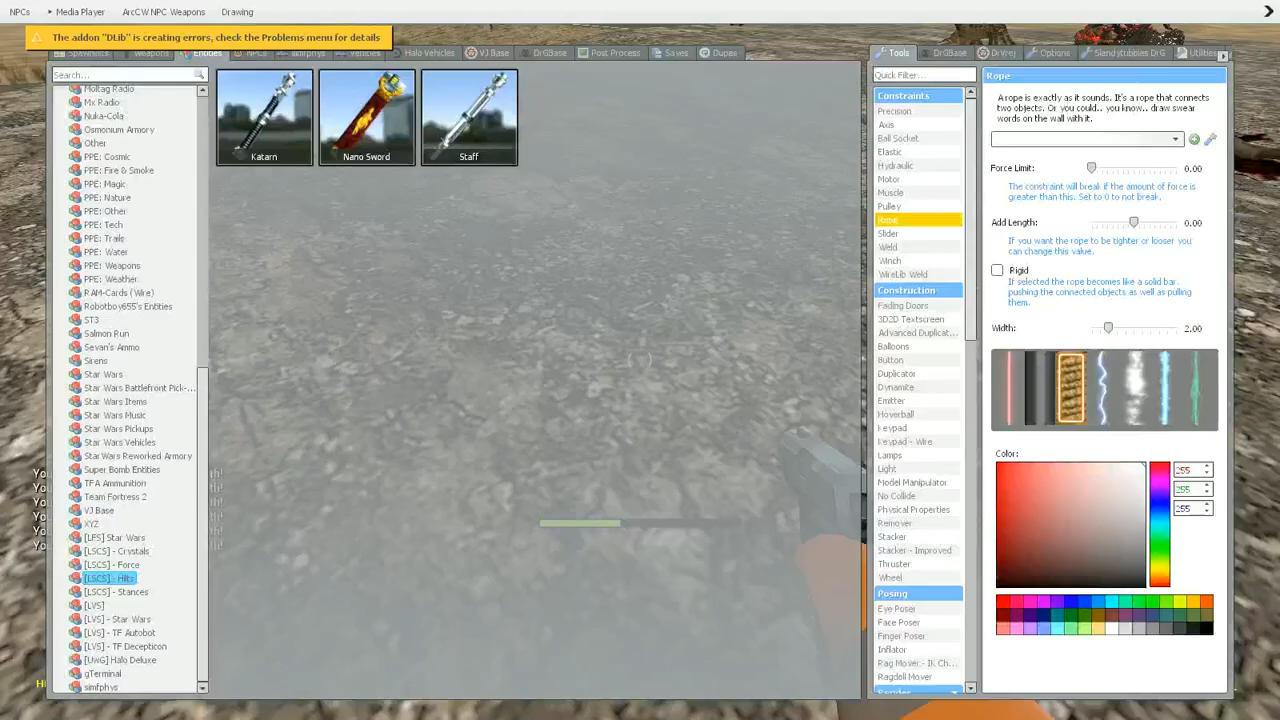 NPCs
Media Player
ArcCW NPC Weapons
Drawing
The addon "DLib" is creating errors, check the Problems menu for details
Spawnlists
Weapons
Entities
NPCs
simfphys
Vehicles
Halo Vehicles
VJ Base
DrGBase
Post Process
Saves
Dupes
Search...
Moltag Radio
Mx Radio
Nuka-Cola
Osmonium Armory
Other
PPE: Cosmic
PPE: Fire & Smoke
PPE: Magic
PPE: Nature
PPE: Other
PPE: Tech
PPE: Trails
PPE: Water
PPE: Weapons
PPE: Weather
RAM-Cards (Wire)
Robotboy655's Entities
ST3
Salmon Run
Sevan's Ammo
Sirens
Star Wars
Star Wars Battlefront Pick-...
Star Wars Items
Star Wars Music
Star Wars Pickups
Star Wars Vehicles
Star Wars Reworked Armory
Super Bomb Entities
TFA Ammunition
Team Fortress 2
VJ Base
XYZ
[LFS] Star Wars
[LSCS] - Crystals
[LSCS] - Force
[LSCS] - Hilts
[LSCS] - Stances
[LVS]
[LVS] - Star Wars
[LVS] - TF Autobot
[LVS] - TF Decepticon
[UwG] Halo Deluxe
gTerminal
simfphys
Katarn
Nano Sword
Staff
Tools
DrGBase
DrVrej
Options
Slendytubbies DrG
Utilities
Quick Filter...
Constraints
Precision
Axis
Ball Socket
Elastic
Hydraulic
Motor
Muscle
Pulley
Rope
Slider
Weld
Winch
WireLib Weld
Construction
Fading Doors
3D2D Textscreen
Advanced Duplicat...
Balloons
Button
Duplicator
Dynamite
Emitter
Hoverball
Keypad
Keypad - Wire
Lamps
Light
Model Manipulator
No Collide
Physical Properties
Remover
Stacker
Stacker - Improved
Thruster
Wheel
Posing
Eye Poser
Face Poser
Finger Poser
Inflator
Rag Mover - IK Ch...
Ragdoll Mover
Render
Rope
A rope is exactly as it sounds. It's a rope that connects
two objects. Or you could.. you know.. draw swear
words on the wall with it.
Force Limit: 0.00
The constraint will break if the amount of force is
greater than this. Set to 0 to not break.
Add Length: 0.00
If you want the rope to be tighter or looser you
can change this value.
Rigid
If selected the rope becomes like a solid bar,
pushing the connected objects as well as pulling
them.
Width: 2.00
Color:
255
255
255